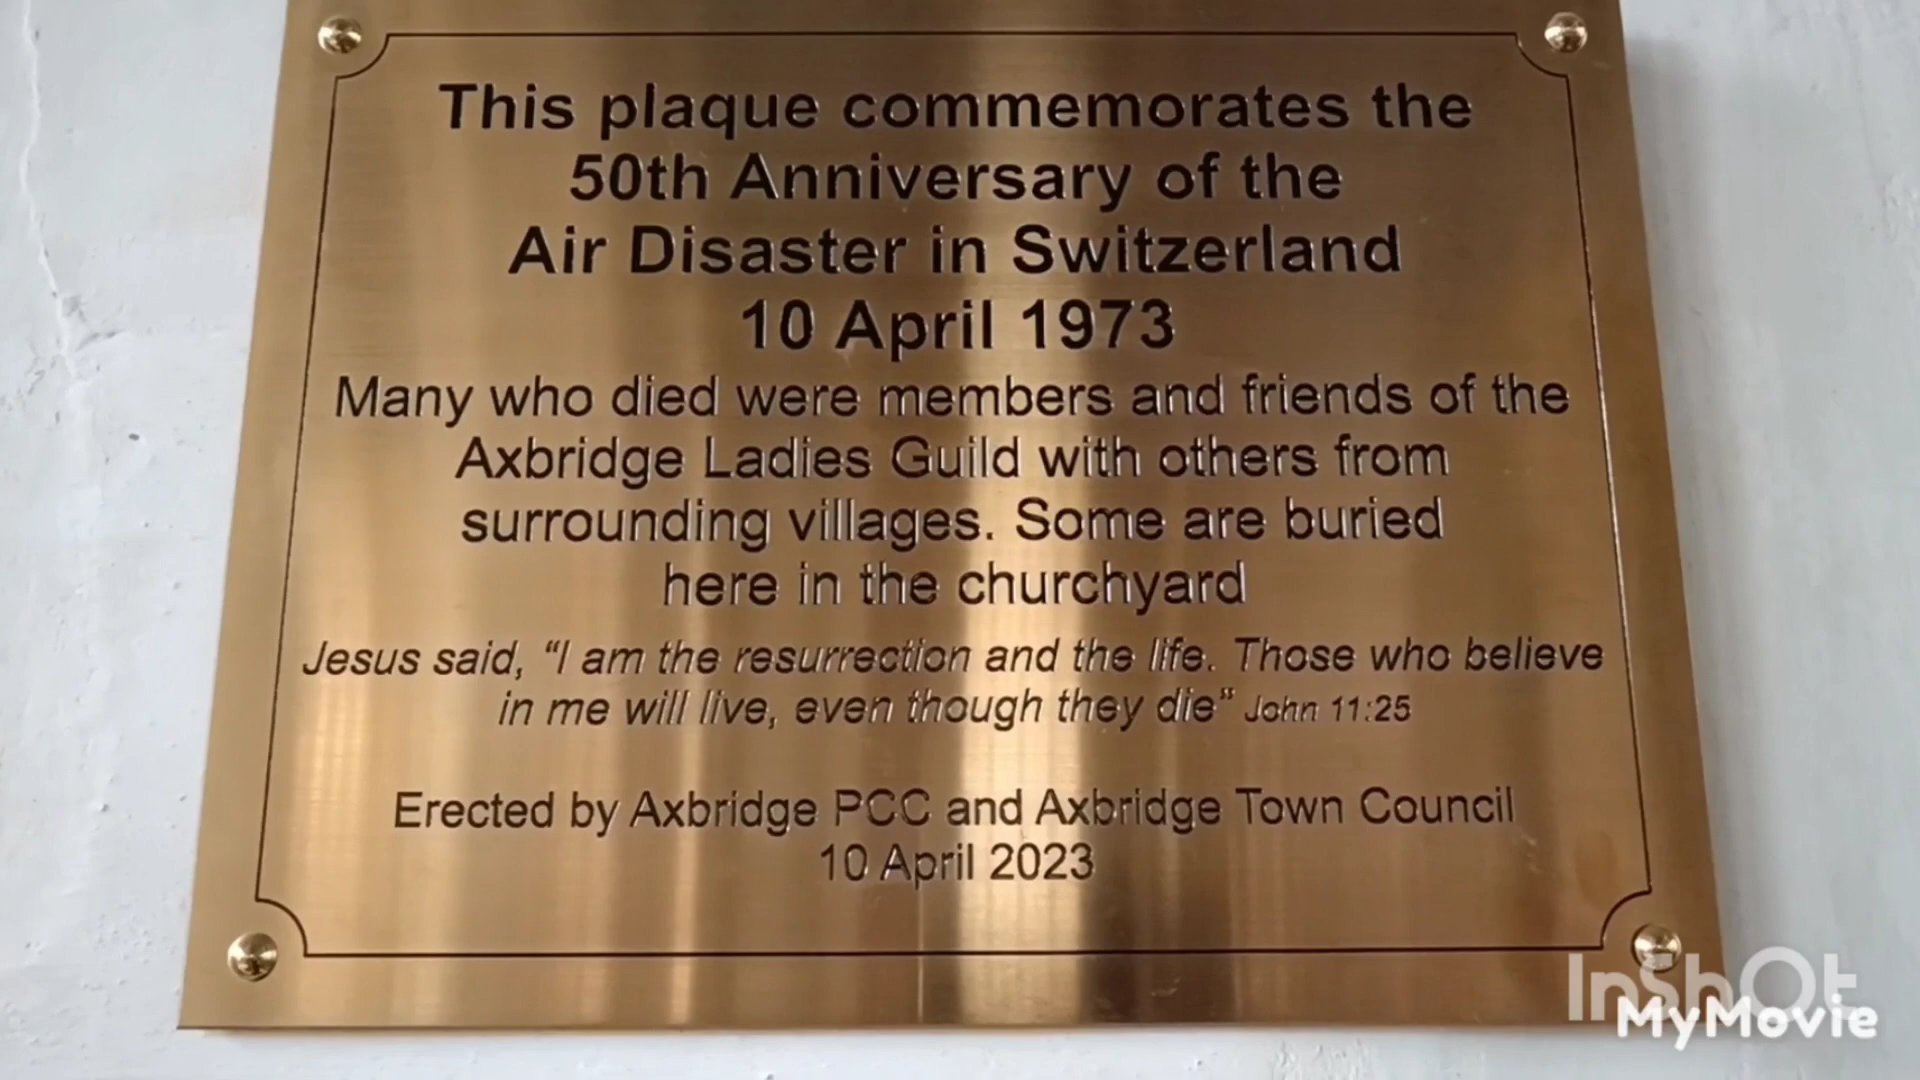 This plaque commemorates the
50th Anniversary of the
Air Disaster in Switzerland
10 April 1973
Many who died were members and friends of the
Axbridge Ladies Guild with others from
surrounding villages. Some are buried
here in the churchyard
Jesus said, “I am the resurrection and the life. Those who believe
in me will live, even though they die” John 11:25
Erected by Axbridge PCC and Axbridge Town Council
10 April 2023
InShOt
MyMovie